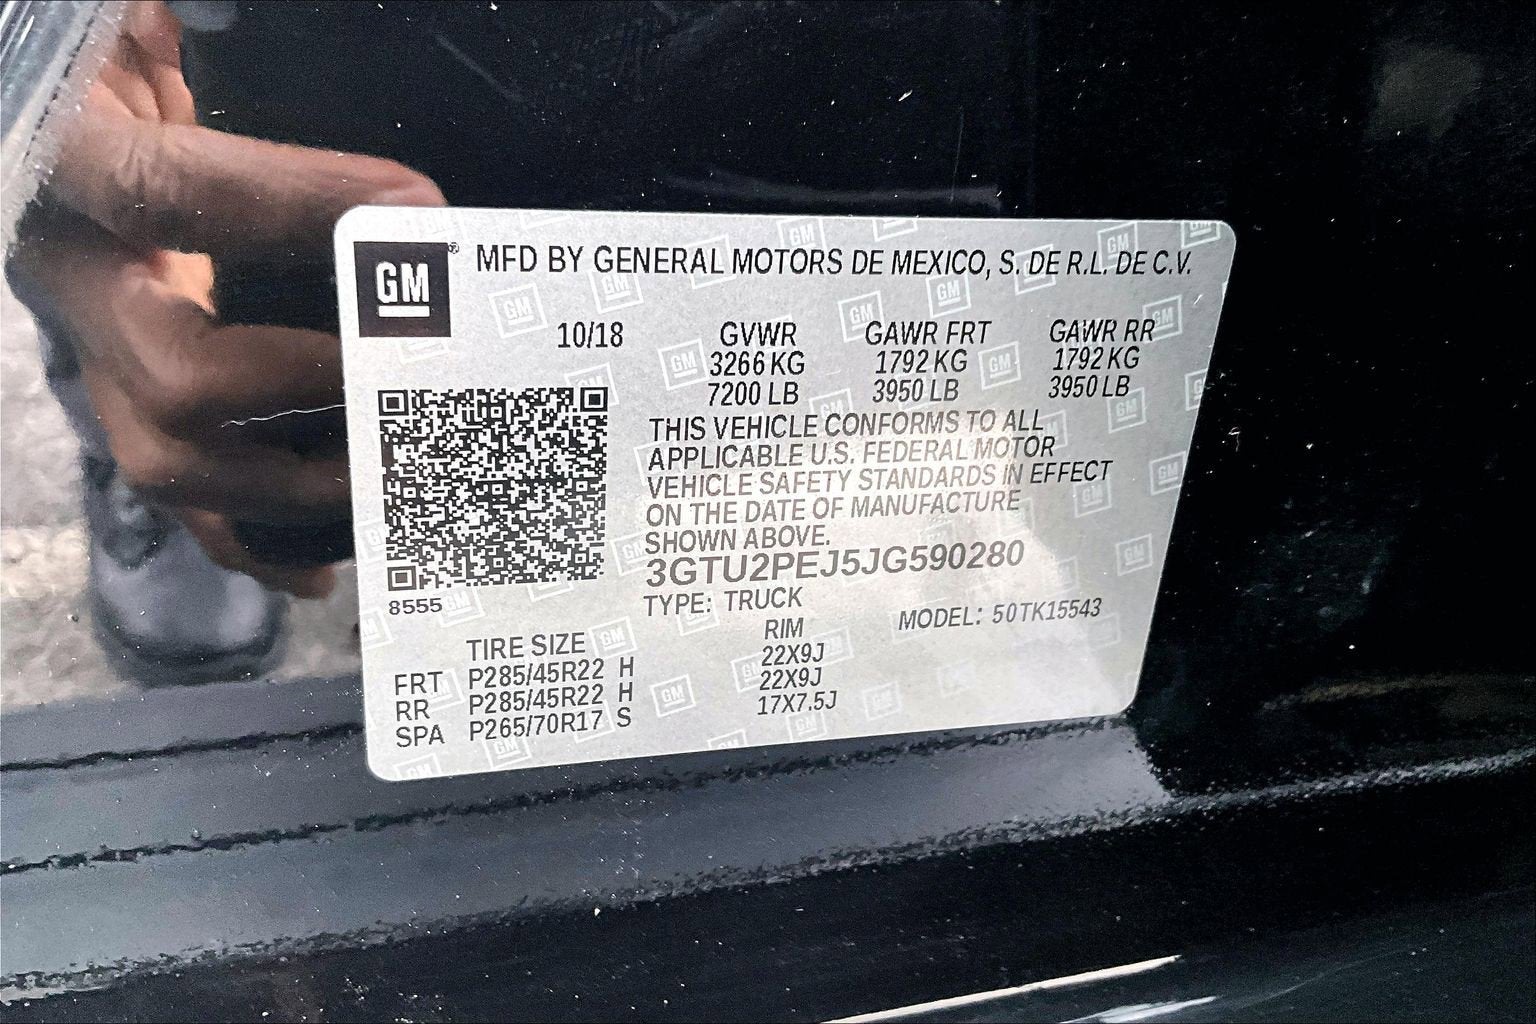 GM® MFD BY GENERAL MOTORS DE MEXICO, S. DE R.L. DE C.V.
10/18 GVWR GAWR FRT GAWR RR
3266 KG 1792 KG 1792 KG
7200 LB 3950 LB 3950 LB
THIS VEHICLE CONFORMS TO ALL
APPLICABLE U.S. FEDERAL MOTOR
VEHICLE SAFETY STANDARDS IN EFFECT
ON THE DATE OF MANUFACTURE
SHOWN ABOVE.
3GTU2PEJ5JG590280
8555
TYPE: TRUCK MODEL: 50TK15543
TIRE SIZE RIM
FRT P285/45R22 H 22X9J
RR P285/45R22 H 22X9J
SPA P265/70R17 S 17X7.5J